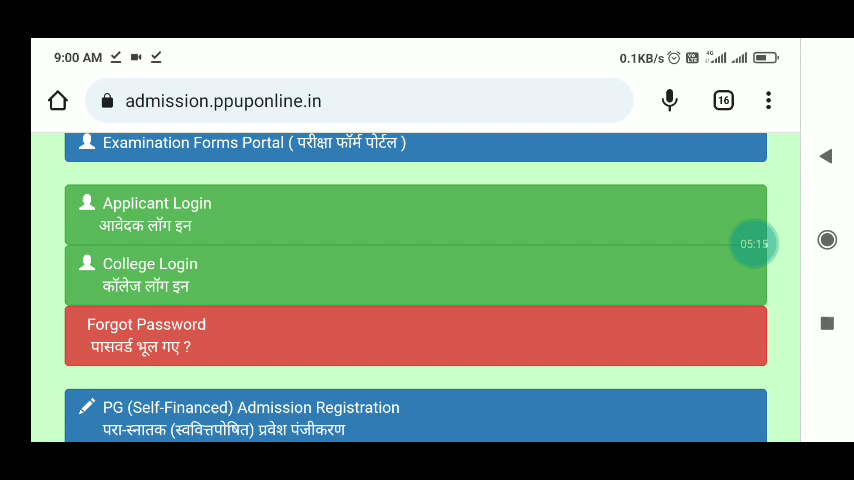 9:00 AM
0.1KB/s
4G
VoLTE
admission.ppuponline.in
16
Examination Forms Portal ( परीक्षा फॉर्म पोर्टल )
Applicant Login
आवेदक लॉग इन
05:15
College Login
कॉलेज लॉग इन
Forgot Password
पासवर्ड भूल गए ?
PG (Self-Financed) Admission Registration
परा-स्नातक (स्ववित्तपोषित) प्रवेश पंजीकरण